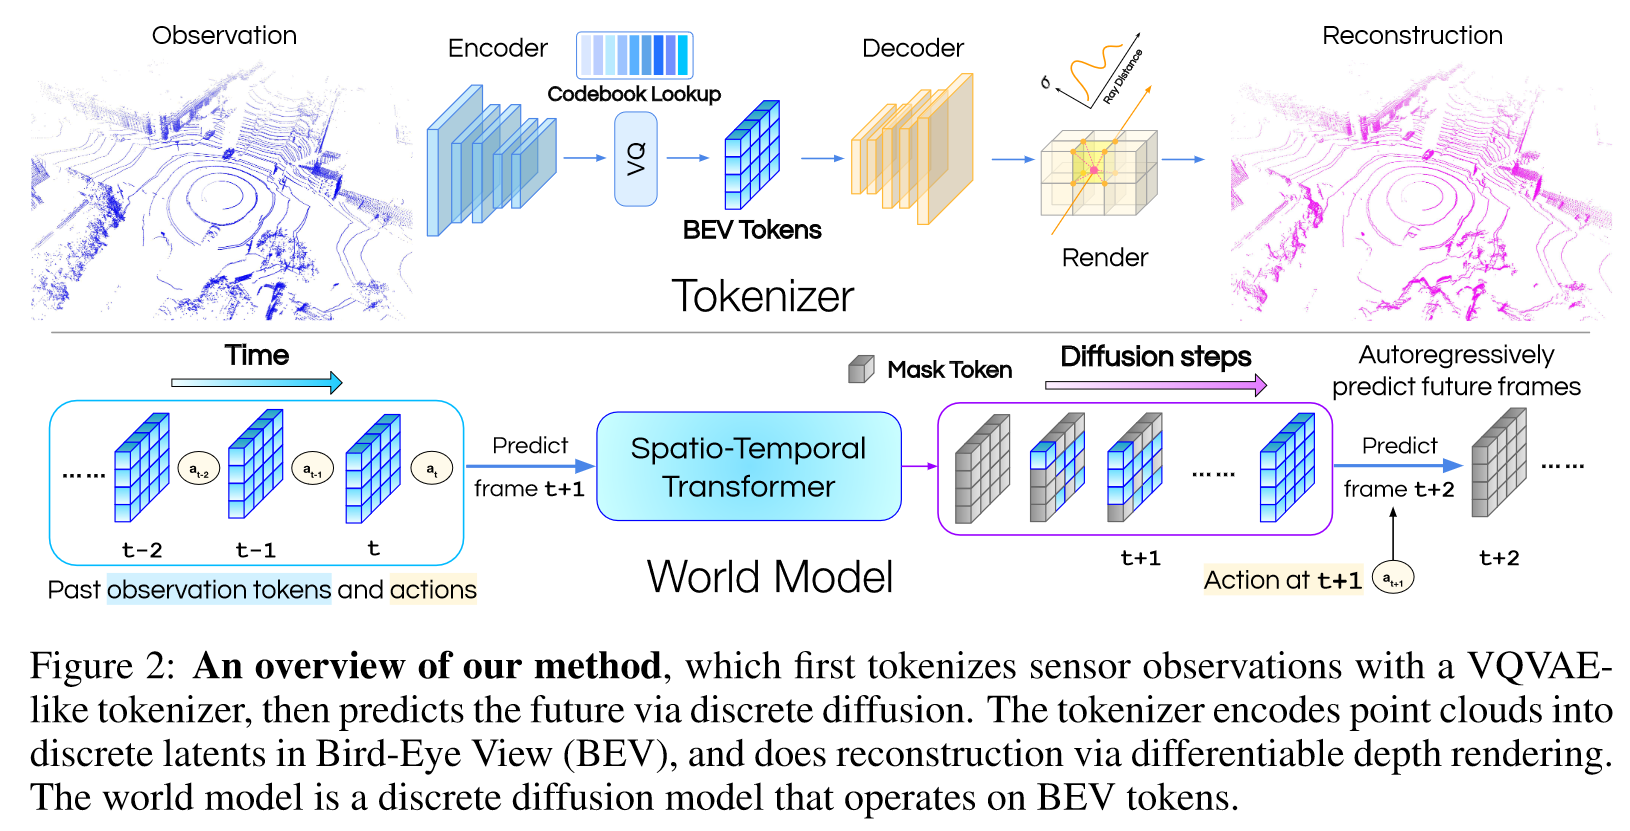 Observation
Encoder
Codebook Lookup
VQ
BEV Tokens
Decoder
σ
Ray Distance
Render
Reconstruction
Tokenizer
Time
Mask Token
Diffusion steps
Autoregressively
predict future frames
...... a_{t-2} a_{t-1} a_t
t-2 t-1 t
Past observation tokens and actions
Predict
frame t+1
Spatio-Temporal
Transformer
World Model
......
t+1
Predict
frame t+2
Action at t+1 a_{t+1}
......
t+2
Figure 2: An overview of our method, which first tokenizes sensor observations with a VQVAE-
like tokenizer, then predicts the future via discrete diffusion. The tokenizer encodes point clouds into
discrete latents in Bird-Eye View (BEV), and does reconstruction via differentiable depth rendering.
The world model is a discrete diffusion model that operates on BEV tokens.